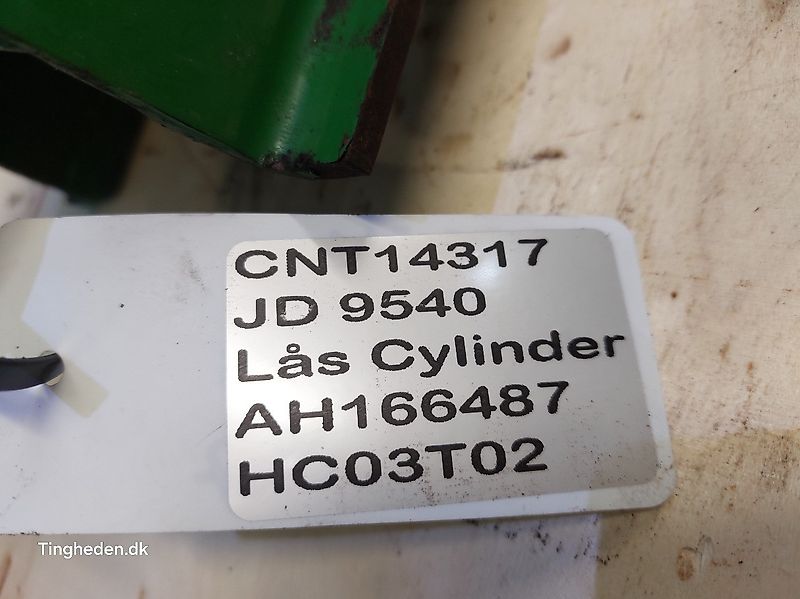 CNT14317
JD 9540
Lås Cylinder
AH166487
HC03T02
Tingheden.dk